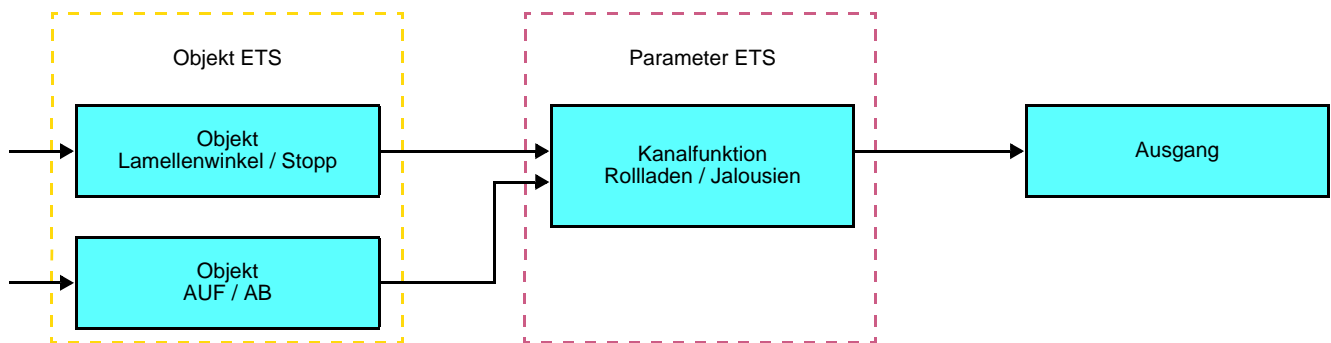 Objekt ETS
Parameter ETS
Objekt
Lamellenwinkel / Stopp
Kanalfunktion
Rollladen / Jalousien
Ausgang
Objekt
AUF / AB